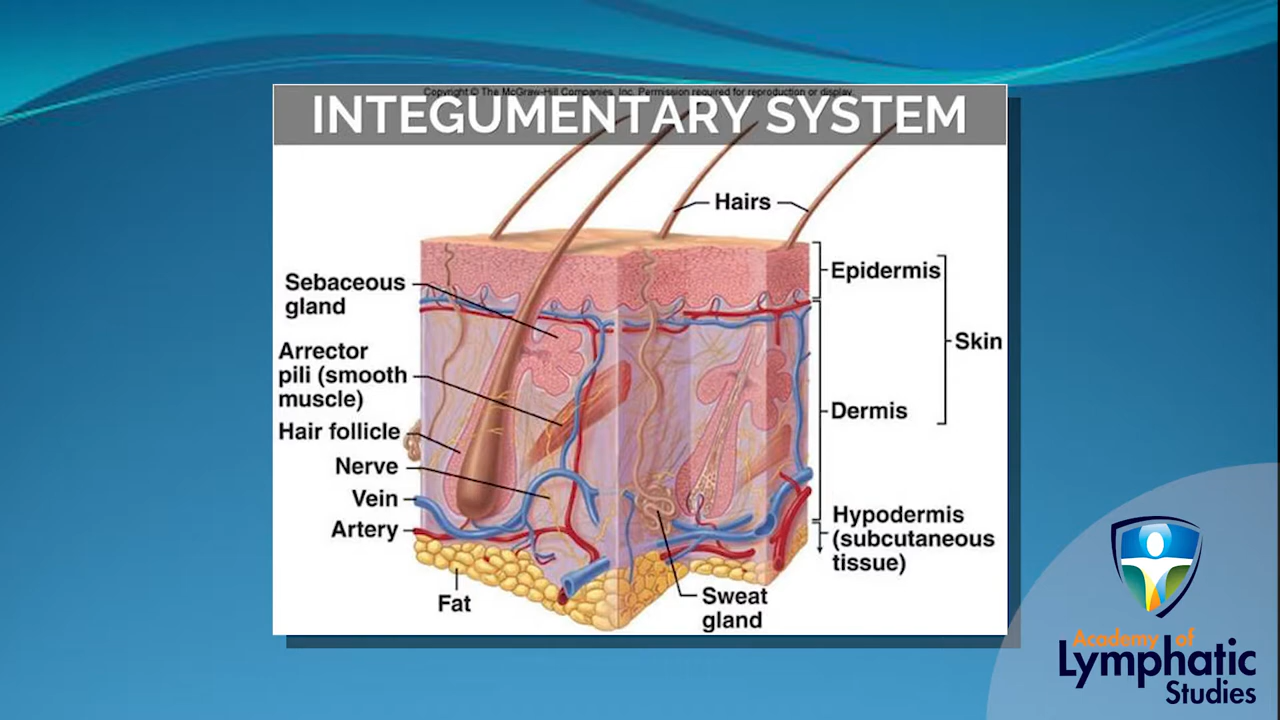 Copyright © The McGraw-Hill Companies, Inc. Permission required for reproduction or display.
INTEGUMENTARY SYSTEM
Hairs
Sebaceous
gland
Arrector
pili (smooth
muscle)
Hair follicle
Nerve
Vein
Artery
Fat
Epidermis
Skin
Dermis
Hypodermis
(subcutaneous
tissue)
Sweat
gland
Academy of
Lymphatic
Studies